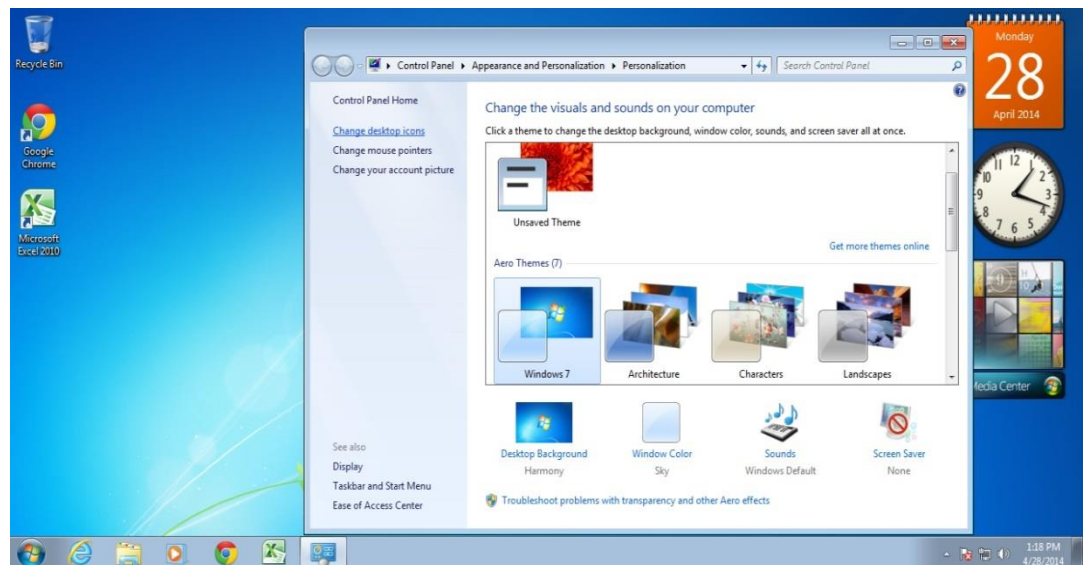 Recycle Bin
Google
Chrome
Microsoft
Excel 2010
Control Panel
Appearance and Personalization
Personalization
Search Control Panel
Control Panel Home
Change desktop icons
Change mouse pointers
Change your account picture
See also
Display
Taskbar and Start Menu
Ease of Access Center
Change the visuals and sounds on your computer
Click a theme to change the desktop background, window color, sounds, and screen saver all at once.
Unsaved Theme
Get more themes online
Aero Themes (7)
Windows 7
Architecture
Characters
Landscapes
Desktop Background
Harmony
Window Color
Sky
Sounds
Windows Default
Screen Saver
None
Troubleshoot problems with transparency and other Aero effects
Monday
28
April 2014
11 12
10 2
9 3
8 4
7 6 5
Media Center
1:18 PM
4/28/2014